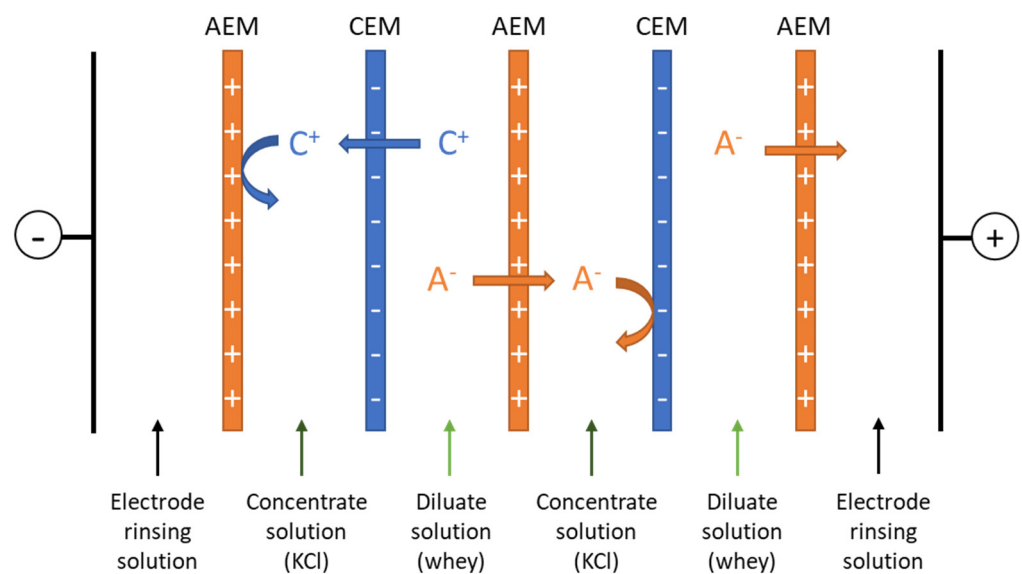 AEM CEM AEM CEM AEM
C⁺ C⁺ A⁻
- +
A⁻ A⁻
Electrode
rinsing
solution
Concentrate
solution
(KCl)
Diluate
solution
(whey)
Concentrate
solution
(KCl)
Diluate
solution
(whey)
Electrode
rinsing
solution